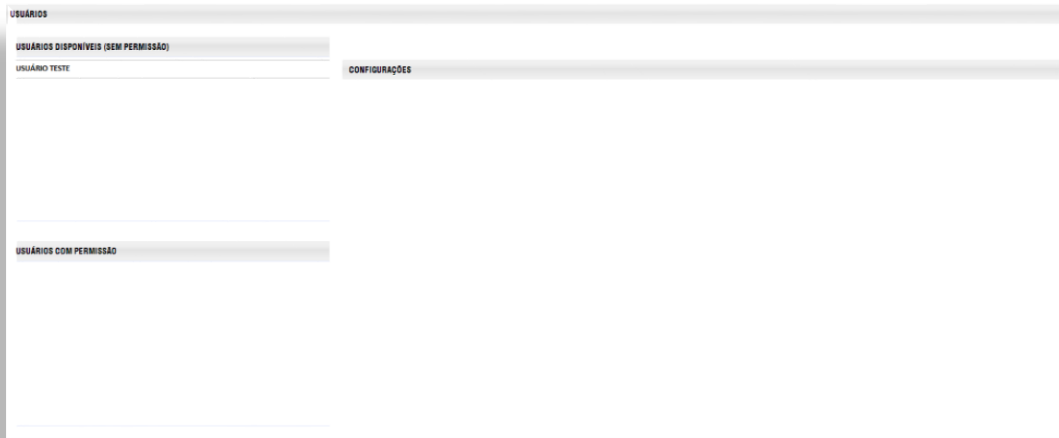 USUÁRIOS
USUÁRIOS DISPONÍVEIS (SEM PERMISSÃO)
USUÁRIO TESTE
CONFIGURAÇÕES
USUÁRIOS COM PERMISSÃO